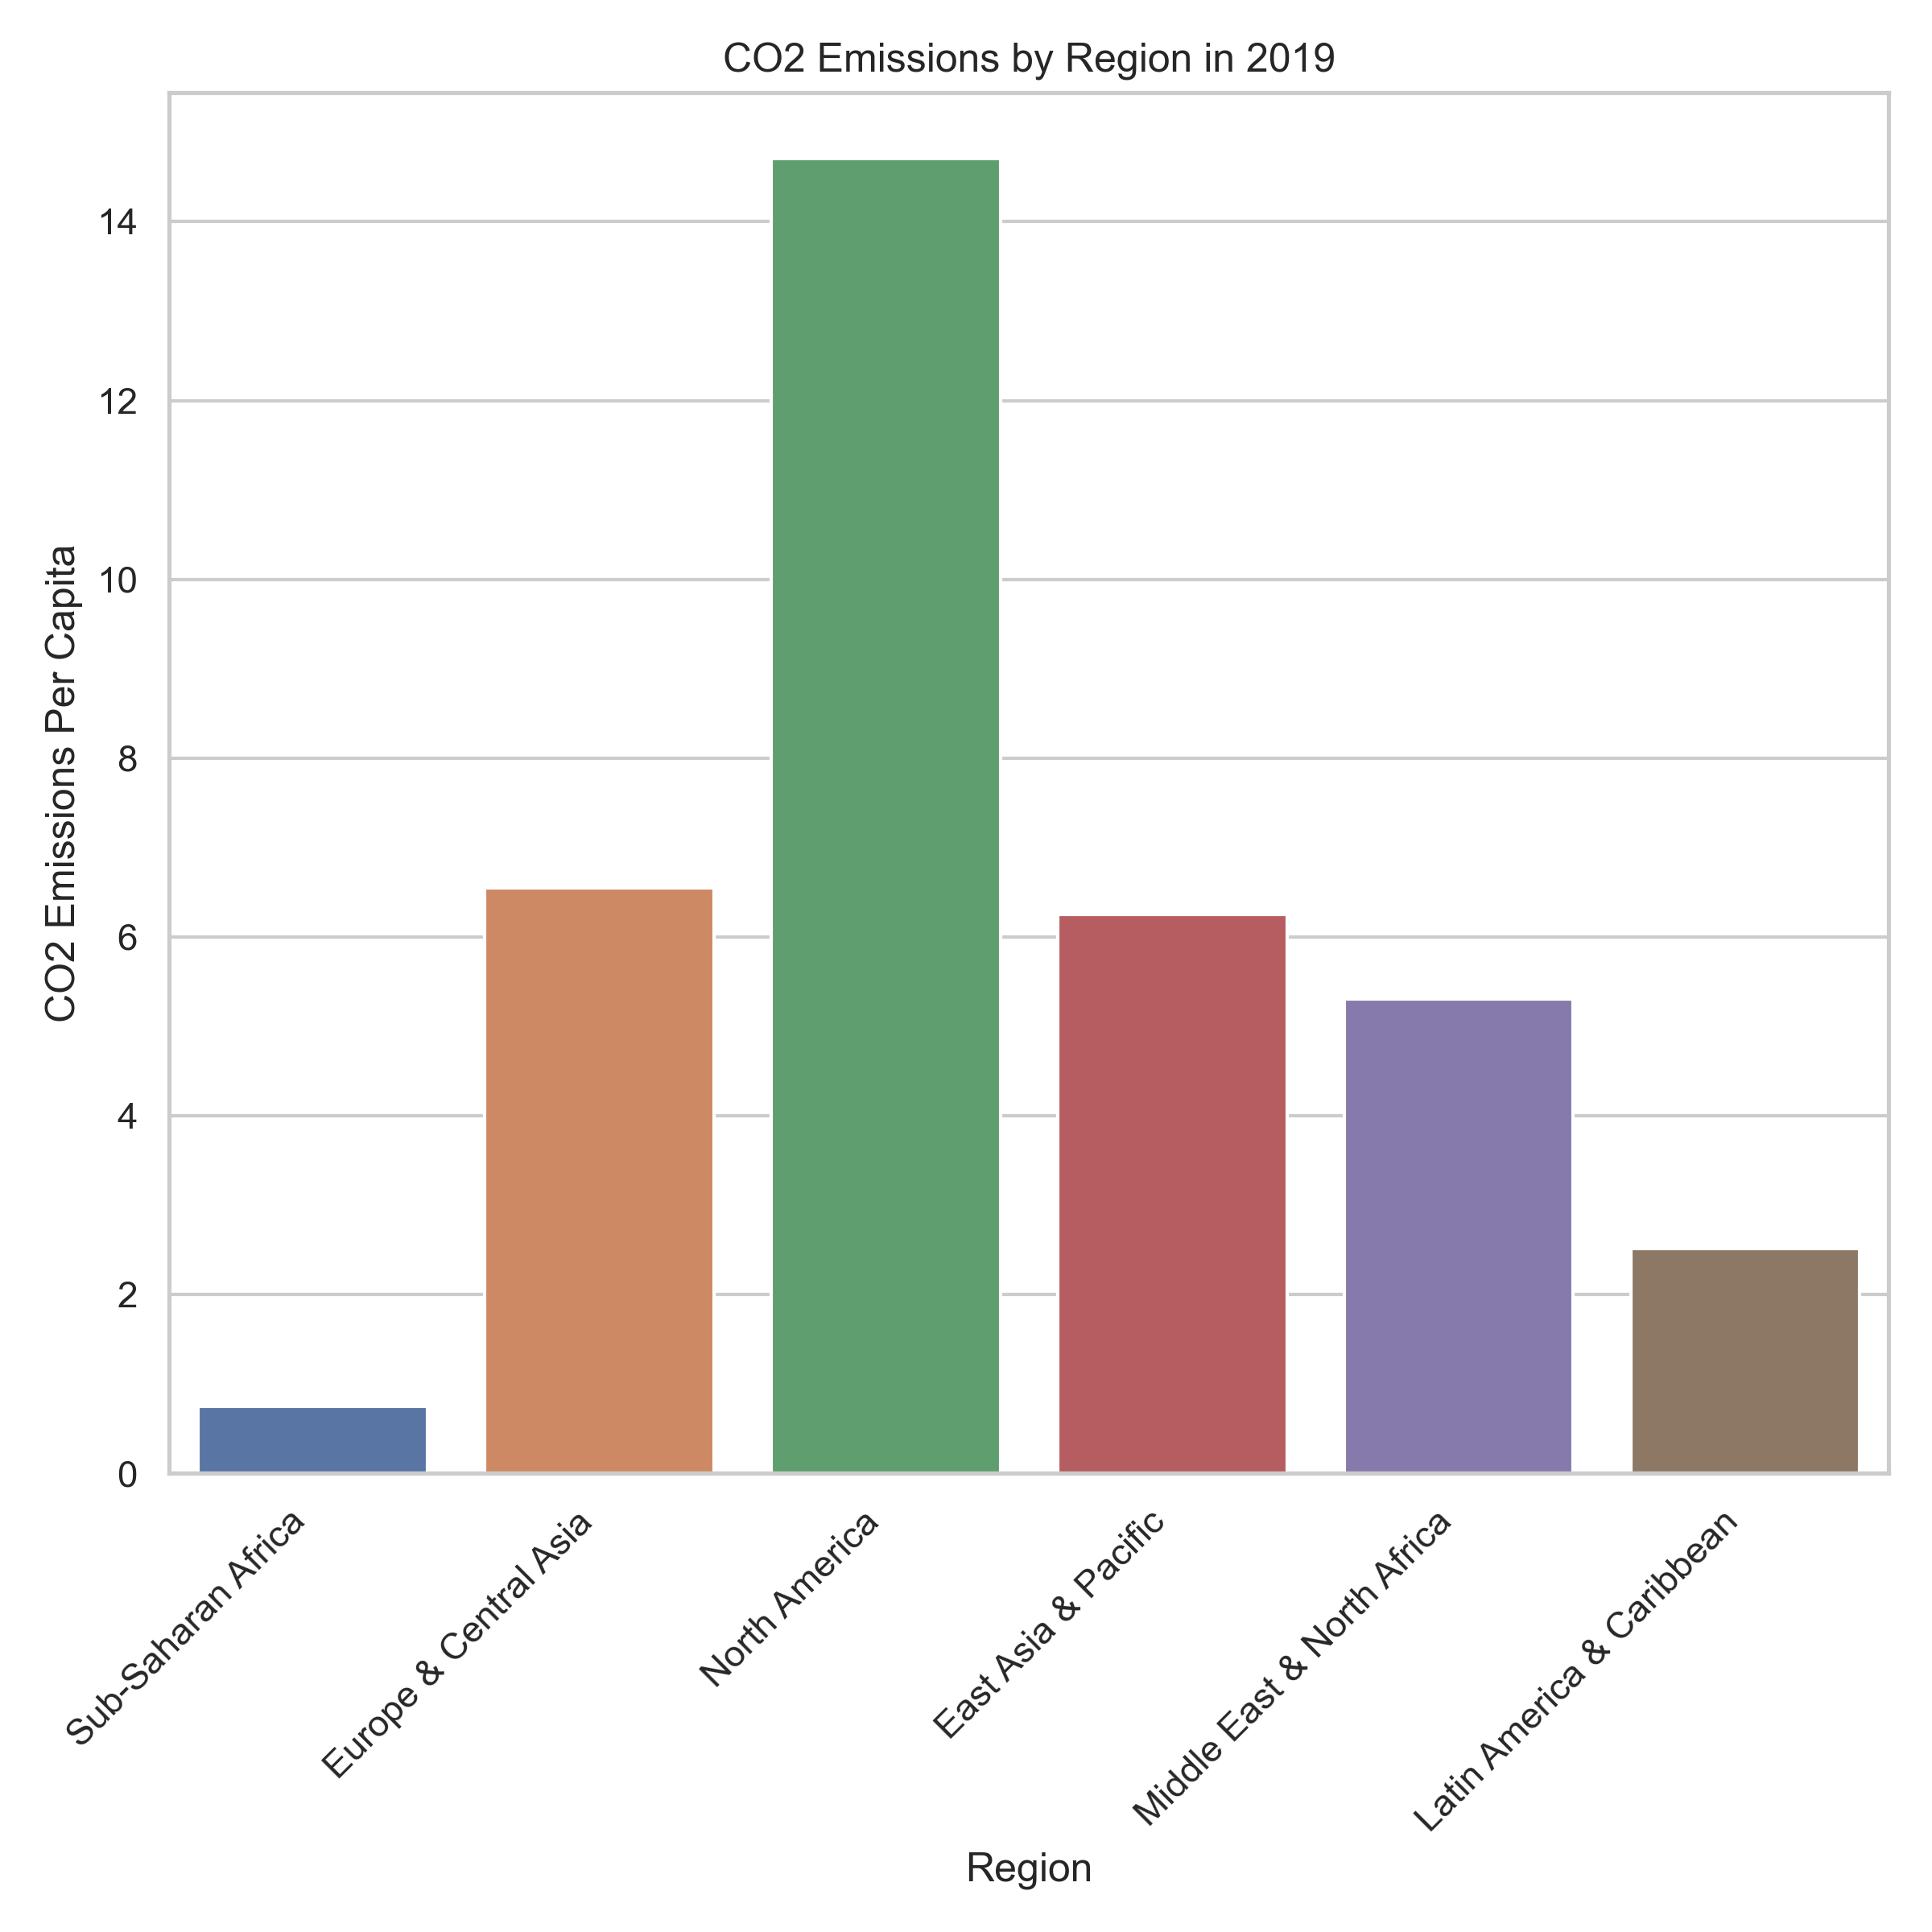 CO2 Emissions by Region in 2019
CO2 Emissions Per Capita
14
12
10
8
6
4
2
0
Sub-Saharan Africa
Europe & Central Asia
North America
East Asia & Pacific
Middle East & North Africa
Latin America & Caribbean
Region